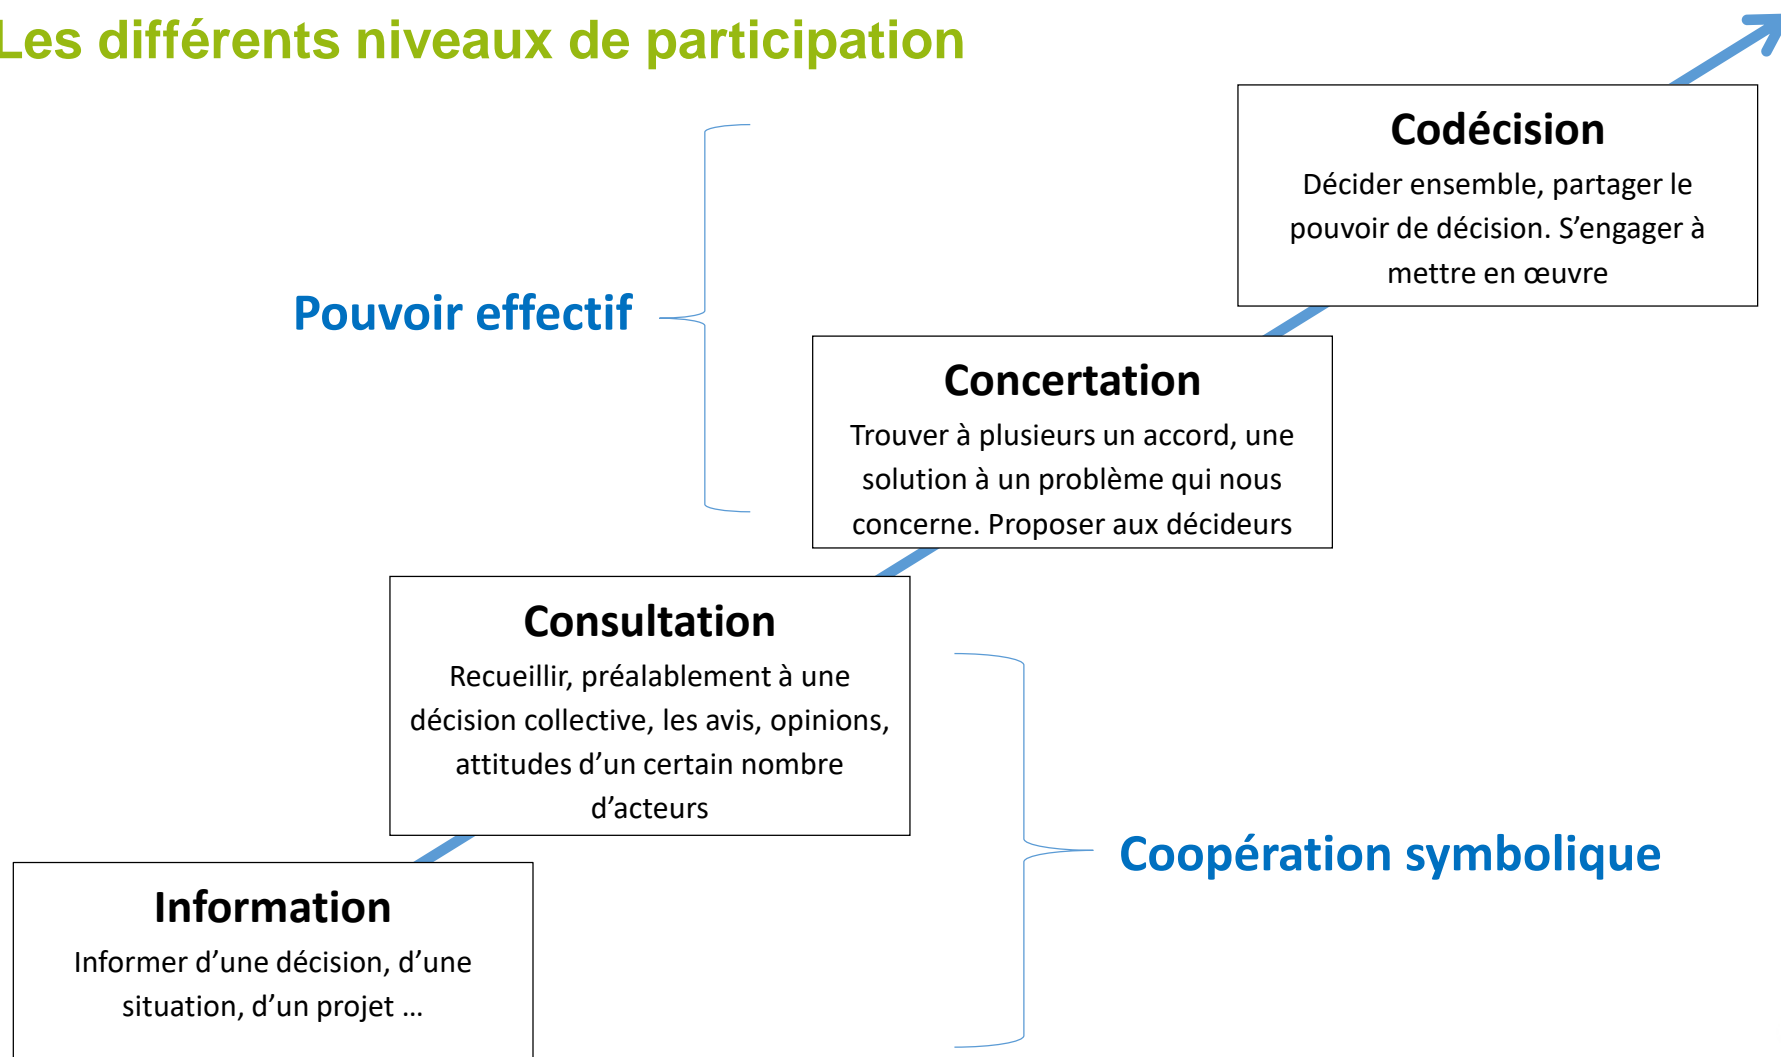 Les différents niveaux de participation
Codécision
Décider ensemble, partager le
pouvoir de décision. S’engager à
mettre en œuvre
Pouvoir effectif
Concertation
Trouver à plusieurs un accord, une
solution à un problème qui nous
concerne. Proposer aux décideurs
Consultation
Recueillir, préalablement à une
décision collective, les avis, opinions,
attitudes d’un certain nombre
d’acteurs
Coopération symbolique
Information
Informer d’une décision, d’une
situation, d’un projet …